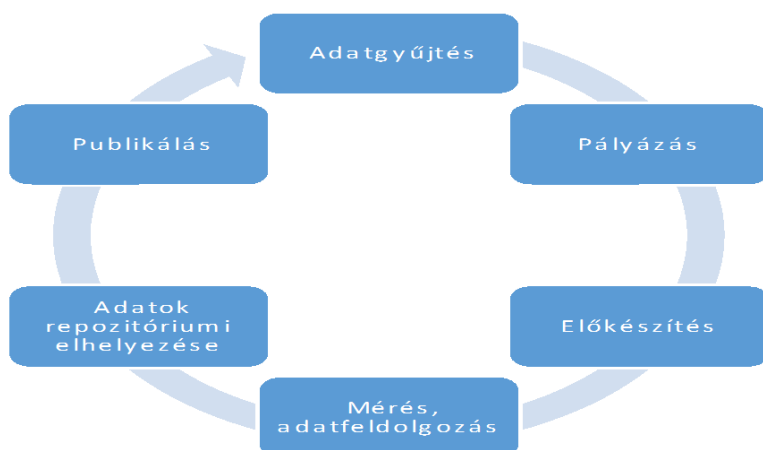 Adatgyűjtés
Pályázás
Előkészítés
Mérés,
adatfeldolgozás
Adatok
repozitóriumi
elhelyezése
Publikálás